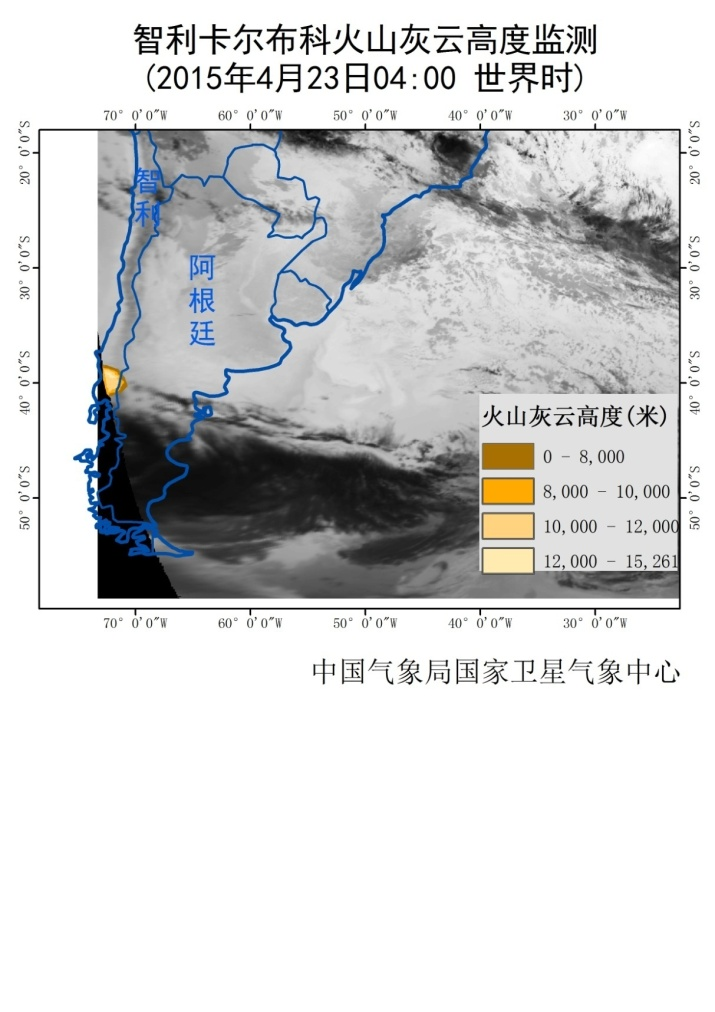 智利卡尔布科火山灰云高度监测
(2015年4月23日04:00 世界时)
70° 0'0"W 60° 0'0"W 50° 0'0"W 40° 0'0"W 30° 0'0"W
20° 0'0"S 20° 0'0"S
智利
阿根廷
30° 0'0"S 30° 0'0"S
40° 0'0"S 40° 0'0"S
火山灰云高度(米)
0 - 8,000
8,000 - 10,000
50° 0'0"S 50° 0'0"S
10,000 - 12,000
12,000 - 15,261
70° 0'0"W 60° 0'0"W 50° 0'0"W 40° 0'0"W 30° 0'0"W
中国气象局国家卫星气象中心